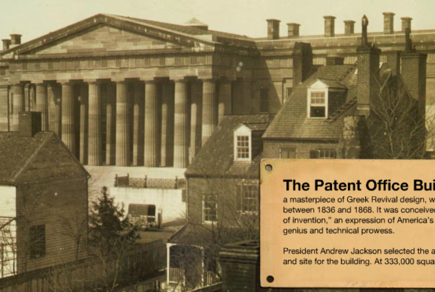 The Patent Office Bui
a masterpiece of Greek Revival design, w
between 1836 and 1868. It was conceive
of invention,” an expression of America's
genius and technical prowess.
President Andrew Jackson selected the a
and site for the building. At 333,000 squa